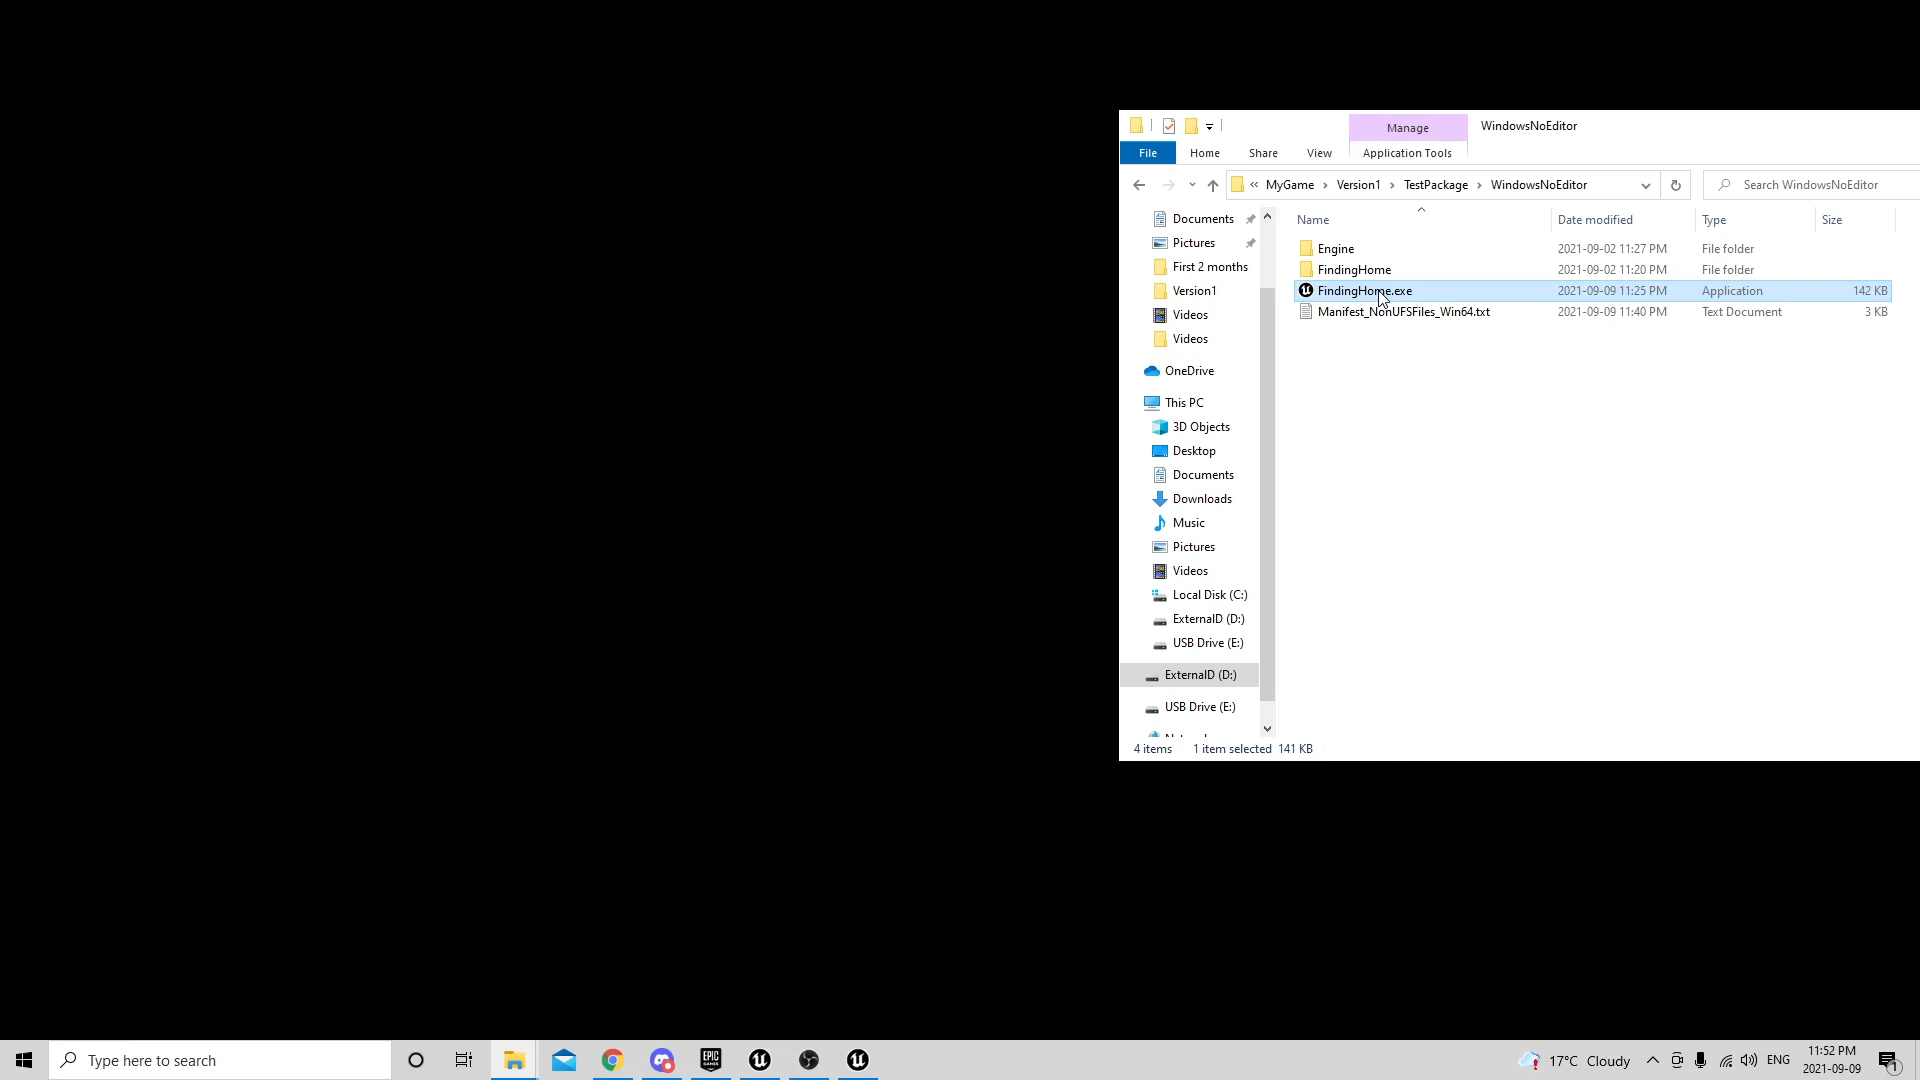 Manage
WindowsNoEditor
File
Home
Share
View
Application Tools
« MyGame > Version1 > TestPackage > WindowsNoEditor
Search WindowsNoEditor
Documents
Pictures
First 2 months
Version1
Videos
Videos
OneDrive
This PC
3D Objects
Desktop
Documents
Downloads
Music
Pictures
Videos
Local Disk (C:)
ExternalD (D:)
USB Drive (E:)
ExternalD (D:)
USB Drive (E:)
Name Date modified Type Size
Engine 2021-09-02 11:27 PM File folder
FindingHome 2021-09-02 11:20 PM File folder
FindingHome.exe 2021-09-09 11:25 PM Application 142 KB
Manifest_NonUFSFiles_Win64.txt 2021-09-09 11:40 PM Text Document 3 KB
4 items 1 item selected 141 KB
Type here to search
EPIC GAMES
17°C Cloudy
ENG
11:52 PM
2021-09-09
1